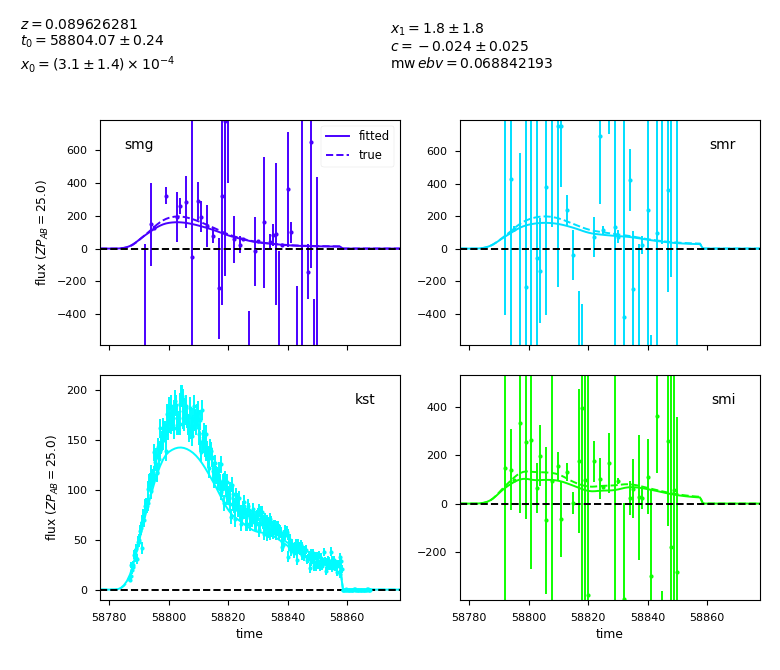 z = 0.089626281
t₀ = 58804.07 ± 0.24
x₀ = (3.1 ± 1.4) × 10⁻⁴
x₁ = 1.8 ± 1.8
c = −0.024 ± 0.025
mw ebv = 0.068842193
smg
fitted
true
600
400
200
0
−200
−400
flux (ZP_AB = 25.0)
smr
600
400
200
0
−200
−400
kst
200
150
100
50
0
flux (ZP_AB = 25.0)
58780 58800 58820 58840 58860
time
smi
400
200
0
−200
58780 58800 58820 58840 58860
time